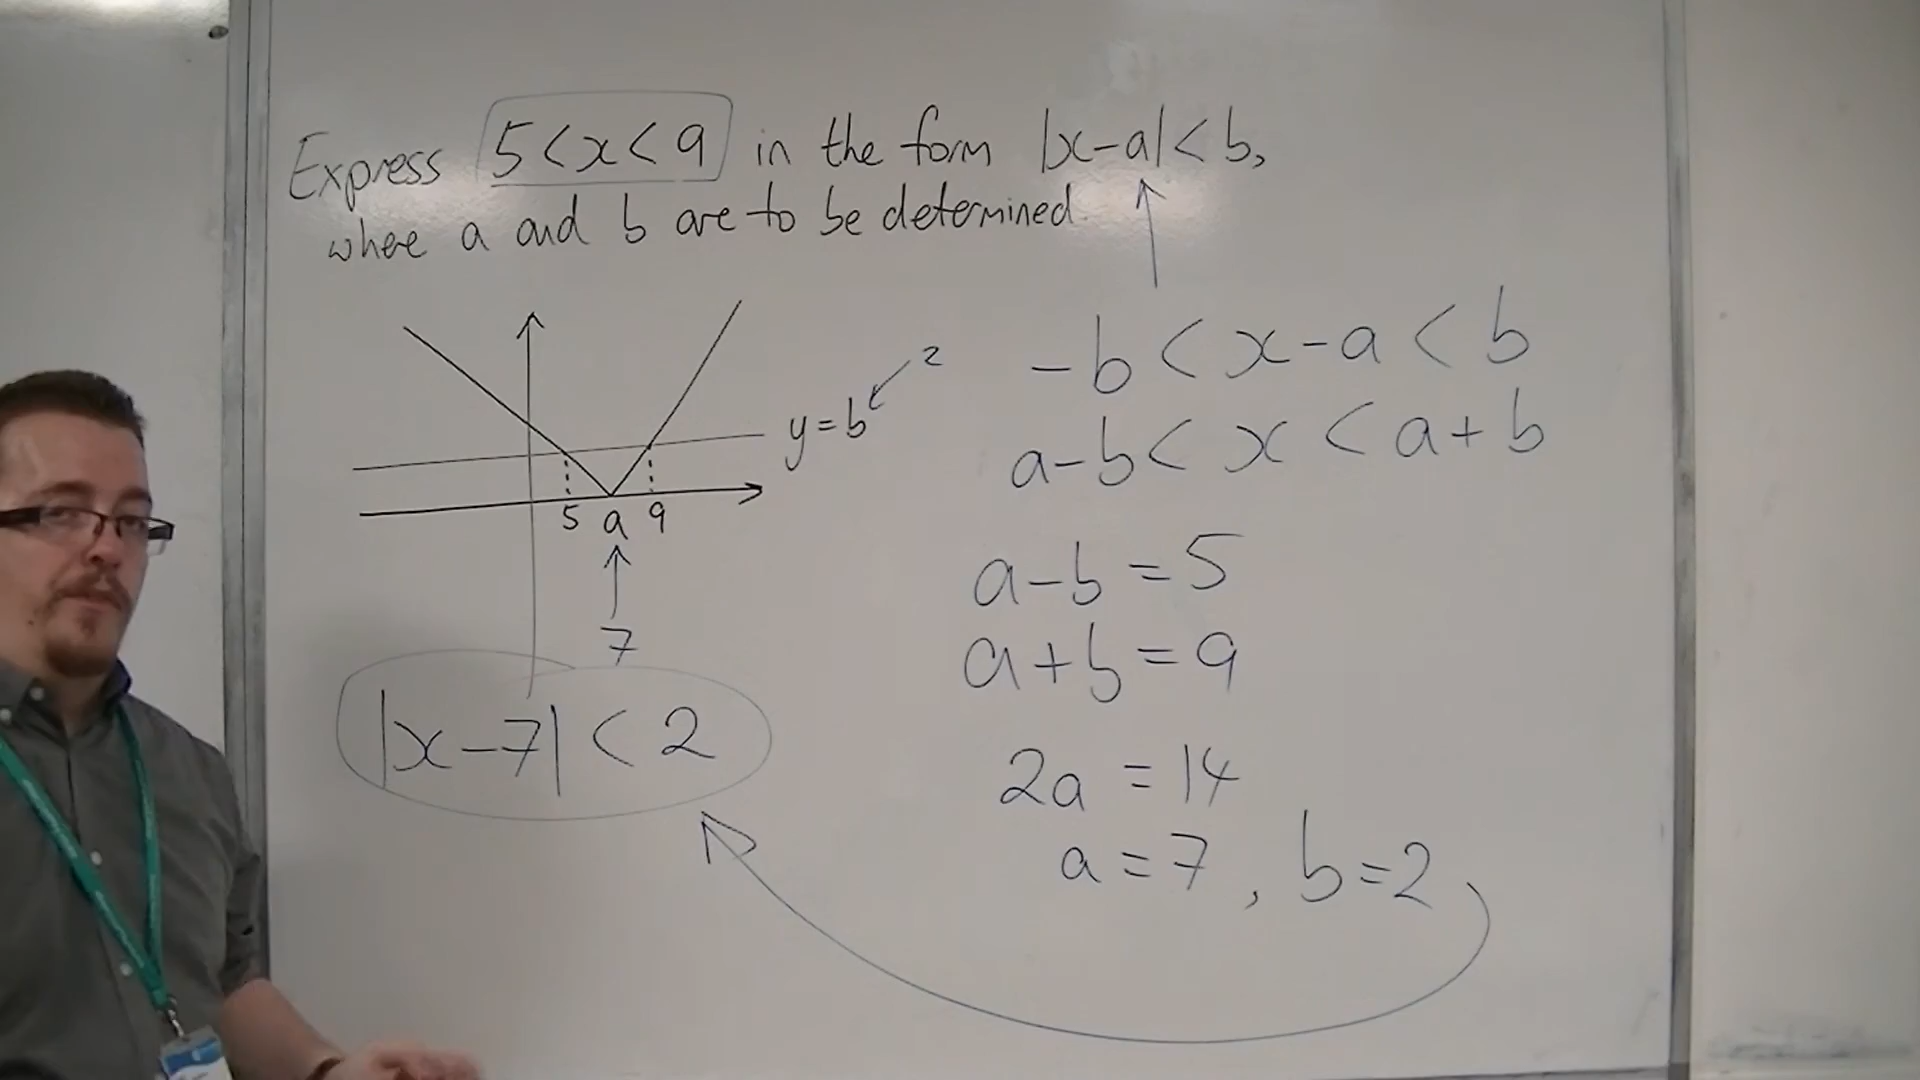 Express 5<x<9 in the form |x-a|<b,
where a and b are to be determined.
2
y=b
5 a 9
7
|x-7|<2
-b<x-a<b
a-b<x<a+b
a-b=5
a+b=9
2a=14
a=7, b=2